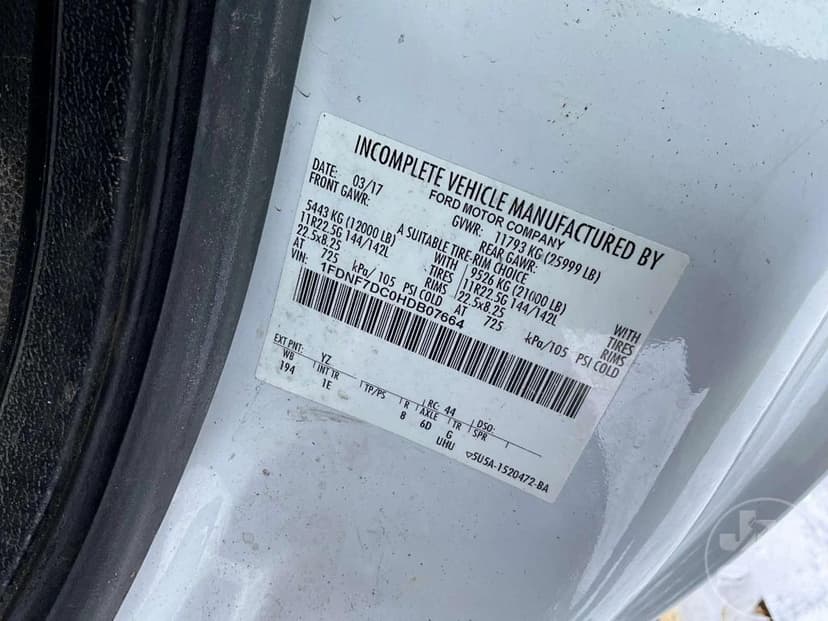 INCOMPLETE VEHICLE MANUFACTURED BY
FORD MOTOR COMPANY
DATE: 03/17 GVWR: 11793 KG (25999 LB)
FRONT GAWR: REAR GAWR:
A SUITABLE TIRE-RIM CHOICE
5443 KG (12000 LB) WITH 9526 KG (21000 LB) WITH
11R22.5G 144/142L TIRES 11R22.5G 144/142L TIRES
22.5x8.25 RIMS 22.5x8.25 RIMS
AT 725 kPa/105 PSI COLD AT 725 kPa/105 PSI COLD
VIN: 1FDNF7DC0HDB07664
EXT PNT: YZ RC: 44 DSO:
WB INT TR TP/PS R AXLE TR SPR
194 1E 8 6D G
UHU
5U5A-1520472-BA
J